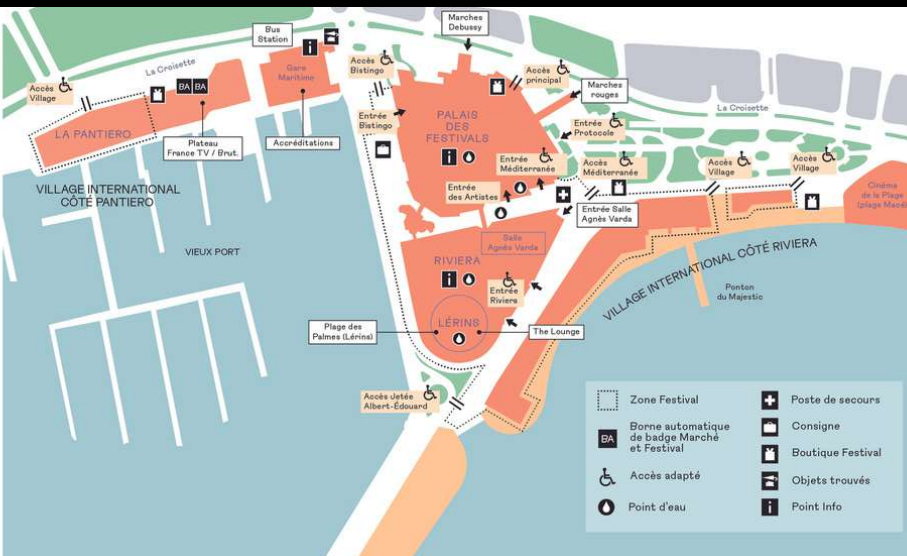 Marches
Debussy
Bus
Station
La Croisette
Gare
Maritime
Accès
Bistingo
Accès
principal
Marches
rouges
Accès
Village
BA
BA
La Croisette
LA PANTIERO
Plateau
France TV / Brut.
Accréditations
Entrée
Bistingo
PALAIS
DES
FESTIVALS
Entrée
Protocole
Entrée
Méditerranée
Accès
Méditerranée
Accès
Village
Accès
Village
VILLAGE INTERNATIONAL
CÔTÉ PANTIERO
Entrée
des Artistes
Entrée Salle
Agnès Varda
Cinéma
de la Plage
(plage Macé)
VIEUX PORT
Salle
Agnès Varda
RIVIERA
VILLAGE INTERNATIONAL CÔTÉ RIVIERA
Entrée
Riviera
Ponton
du Majestic
LÉRINS
Plage des
Palmes (Lérins)
The Lounge
Accès Jetée
Albert-Édouard
Zone Festival
BA
Borne automatique
de badge Marché
et Festival
Accès adapté
Point d'eau
Poste de secours
Consigne
Boutique Festival
Objets trouvés
Point Info